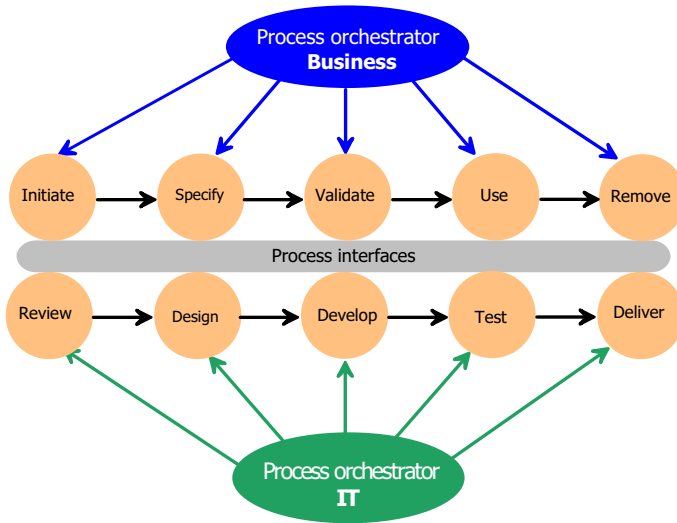 Process orchestrator
Business
Initiate
Specify
Validate
Use
Remove
Process interfaces
Review
Design
Develop
Test
Deliver
Process orchestrator
IT